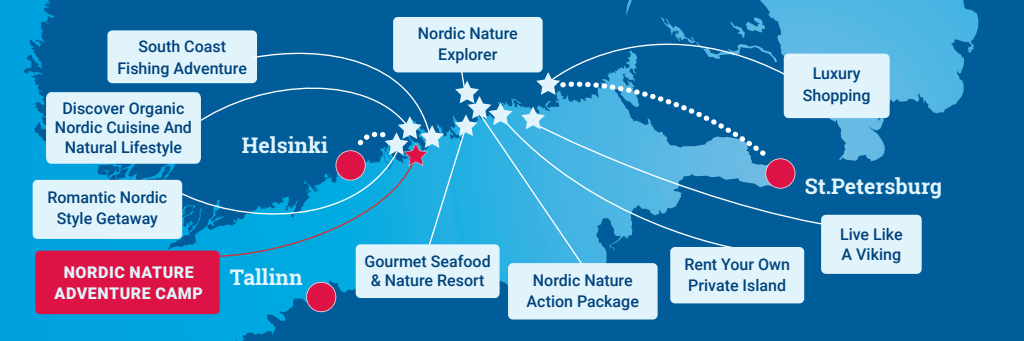 South Coast
Fishing Adventure
Nordic Nature
Explorer
Luxury
Shopping
Discover Organic
Nordic Cuisine And
Natural Lifestyle
Helsinki
St.Petersburg
Romantic Nordic
Style Getaway
NORDIC NATURE
ADVENTURE CAMP
Tallinn
Gourmet Seafood
& Nature Resort
Nordic Nature
Action Package
Rent Your Own
Private Island
Live Like
A Viking